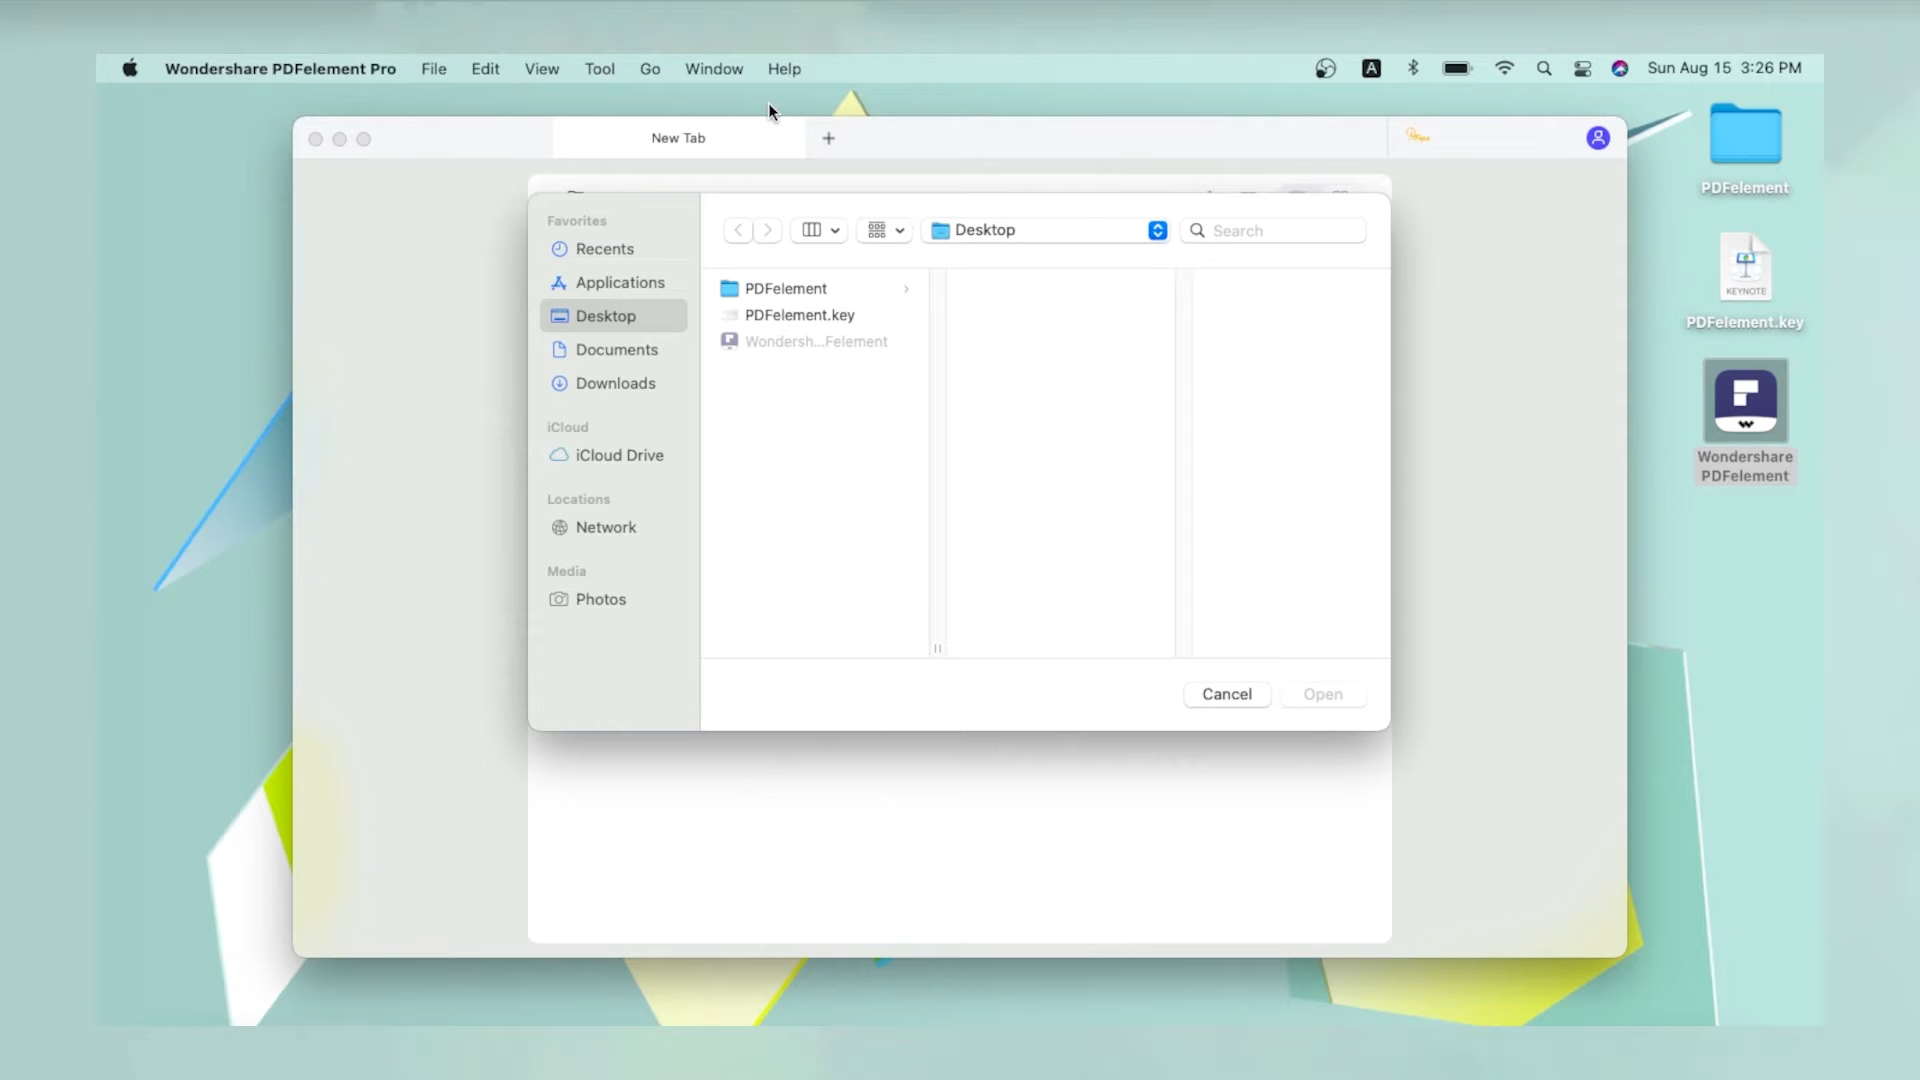 Wondershare PDFelement Pro File Edit View Tool Go Window Help A Sun Aug 15 3:26 PM
New Tab +
Favorites
Recents
Applications
Desktop
Documents
Downloads
iCloud
iCloud Drive
Locations
Network
Media
Photos
Desktop
Search
PDFelement
PDFelement.key
Wondersh...Felement
Cancel Open
PDFelement
KEYNOTE
PDFelement.key
Wondershare
PDFelement